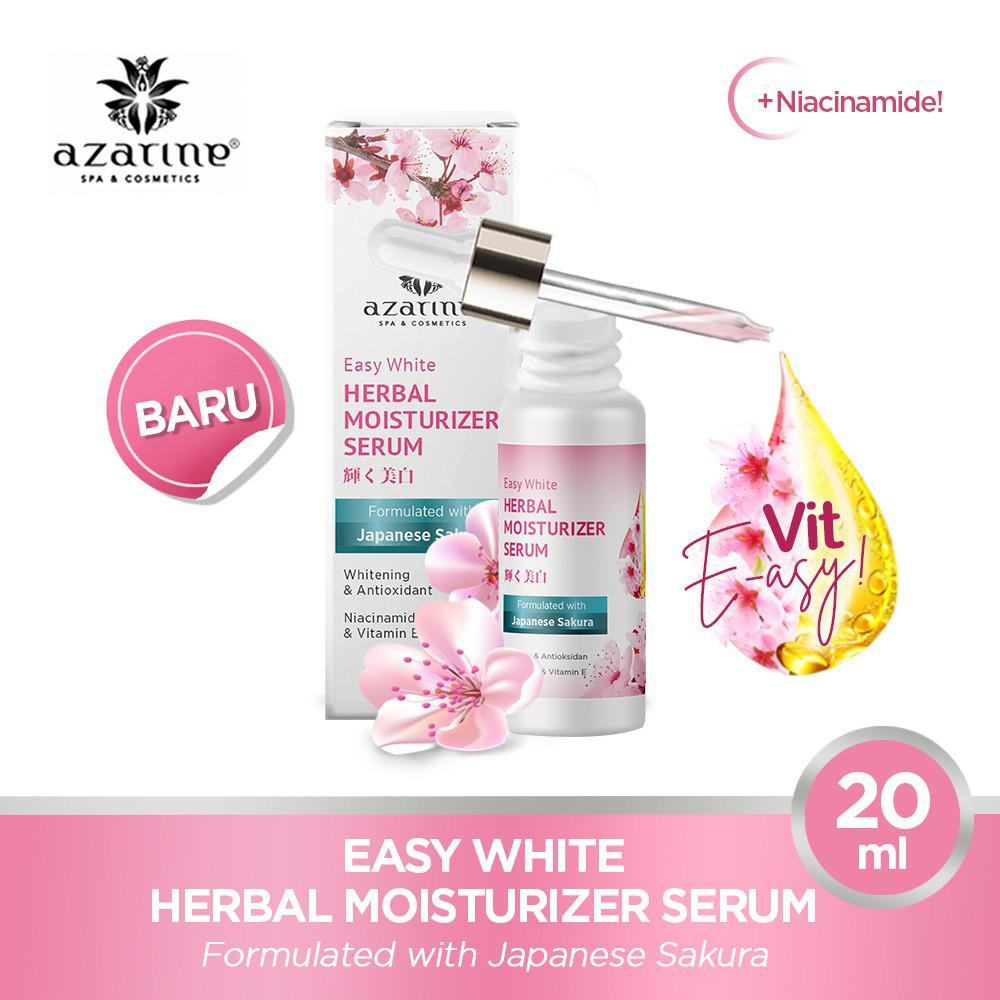 azarine®
SPA & COSMETICS
+Niacinamide!
BARU
azarine
SPA & COSMETICS
Easy White
HERBAL
MOISTURIZER
SERUM
輝く美白
Formulated with
Japanese
Whitening
& Antioxidant
& Vitamin E
Easy White
HERBAL
MOISTURIZER
SERUM
輝く美白
Formulated with
Japanese Sakura
& Antioksidan
& Vitamin E
Vit
E-asy!
20
ml
EASY WHITE
HERBAL MOISTURIZER SERUM
Formulated with Japanese Sakura